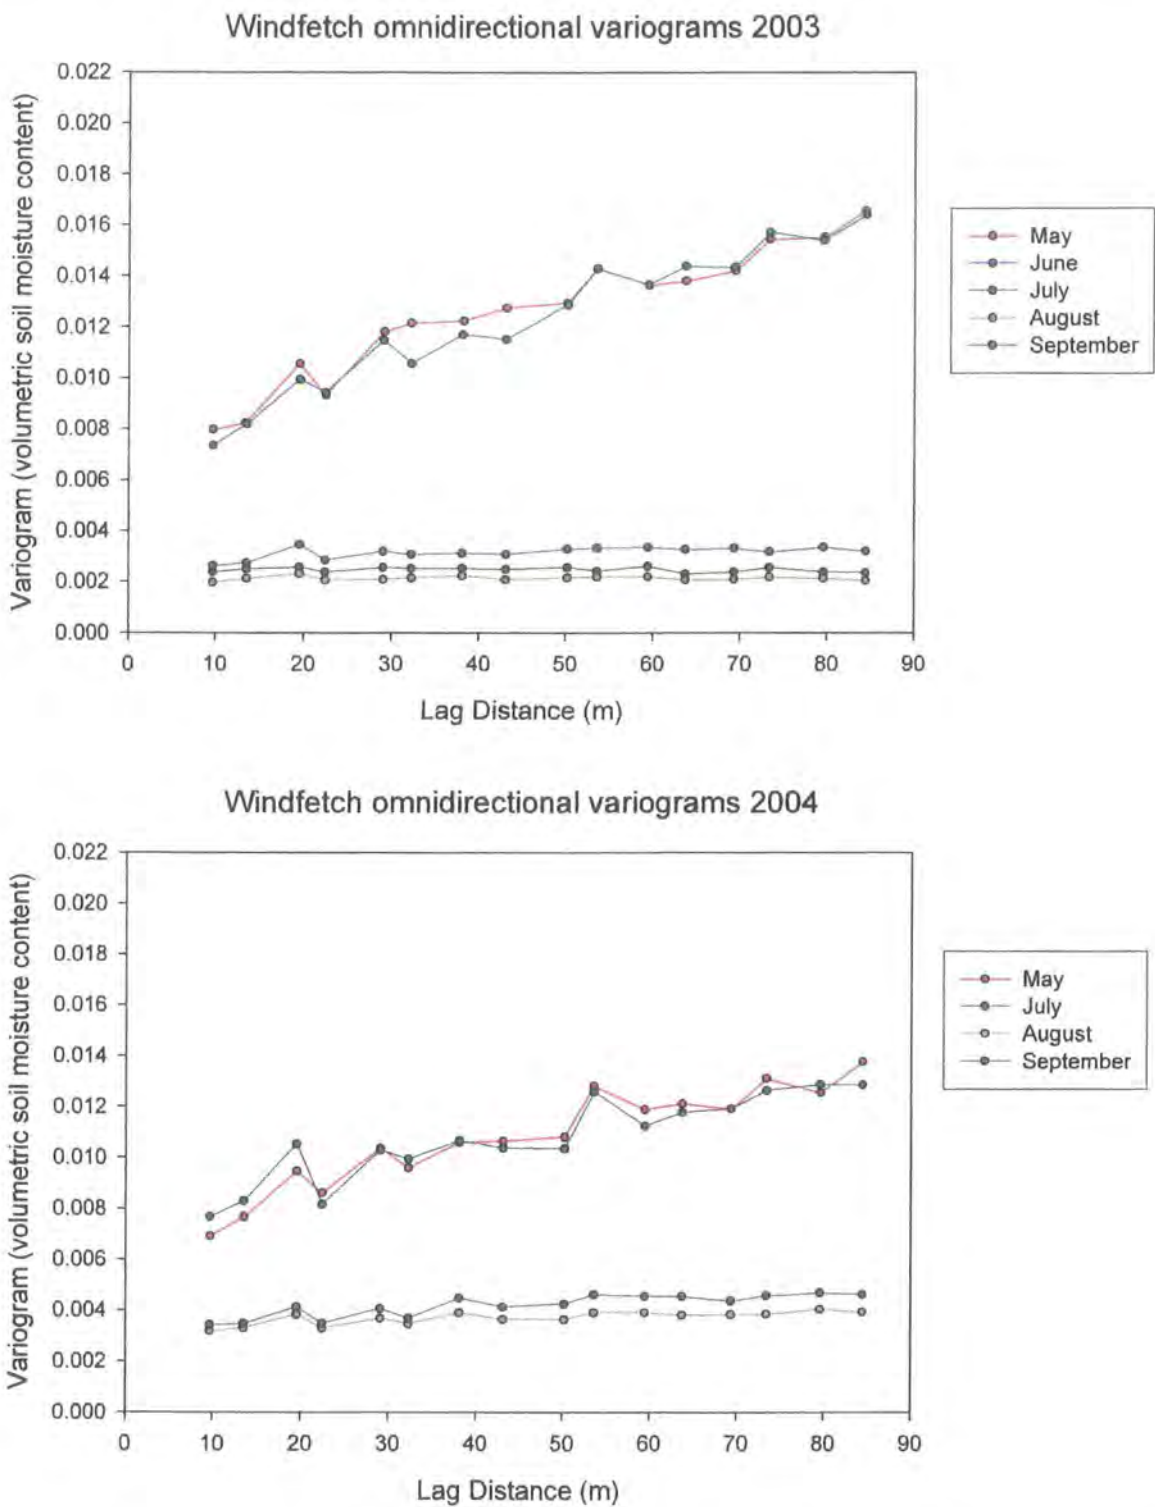 Windfetch omnidirectional variograms 2003
Variogram (volumetric soil moisture content)
0.022
0.020
0.018
0.016
0.014
0.012
0.010
0.008
0.006
0.004
0.002
0.000
0 10 20 30 40 50 60 70 80 90
Lag Distance (m)
May
June
July
August
September
Windfetch omnidirectional variograms 2004
Variogram (volumetric soil moisture content)
0.022
0.020
0.018
0.016
0.014
0.012
0.010
0.008
0.006
0.004
0.002
0.000
0 10 20 30 40 50 60 70 80 90
Lag Distance (m)
May
July
August
September